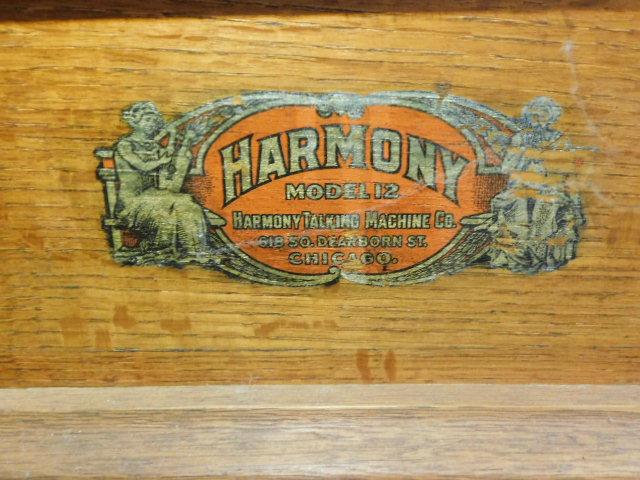 HARMONY
MODEL 12
HARMONY TALKING MACHINE CO.
618 SO. DEARBORN ST.
CHICAGO.